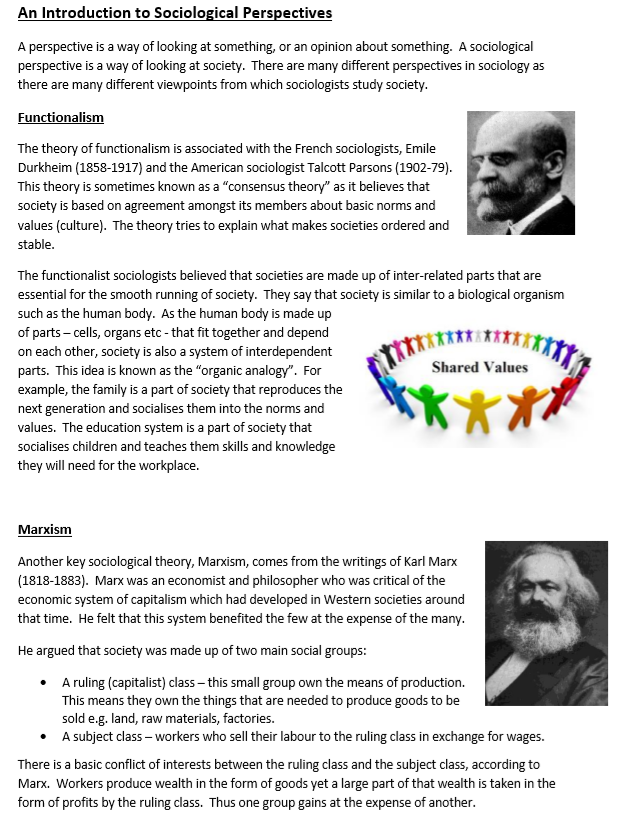 An Introduction to Sociological Perspectives
A perspective is a way of looking at something, or an opinion about something.  A sociological
perspective is a way of looking at society.  There are many different perspectives in sociology as
there are many different viewpoints from which sociologists study society.
Functionalism
The theory of functionalism is associated with the French sociologists, Emile
Durkheim (1858-1917) and the American sociologist Talcott Parsons (1902-79).
This theory is sometimes known as a “consensus theory” as it believes that
society is based on agreement amongst its members about basic norms and
values (culture).  The theory tries to explain what makes societies ordered and
stable.
The functionalist sociologists believed that societies are made up of inter-related parts that are
essential for the smooth running of society.  They say that society is similar to a biological organism
such as the human body.  As the human body is made up
of parts – cells, organs etc - that fit together and depend
on each other, society is also a system of interdependent
parts.  This idea is known as the “organic analogy”.  For
example, the family is a part of society that reproduces the
next generation and socialises them into the norms and
values.  The education system is a part of society that
socialises children and teaches them skills and knowledge
they will need for the workplace.
Shared Values
Marxism
Another key sociological theory, Marxism, comes from the writings of Karl Marx
(1818-1883).  Marx was an economist and philosopher who was critical of the
economic system of capitalism which had developed in Western societies around
that time.  He felt that this system benefited the few at the expense of the many.
He argued that society was made up of two main social groups:
• A ruling (capitalist) class – this small group own the means of production.
This means they own the things that are needed to produce goods to be
sold e.g. land, raw materials, factories.
• A subject class – workers who sell their labour to the ruling class in exchange for wages.
There is a basic conflict of interests between the ruling class and the subject class, according to
Marx.  Workers produce wealth in the form of goods yet a large part of that wealth is taken in the
form of profits by the ruling class.  Thus one group gains at the expense of another.